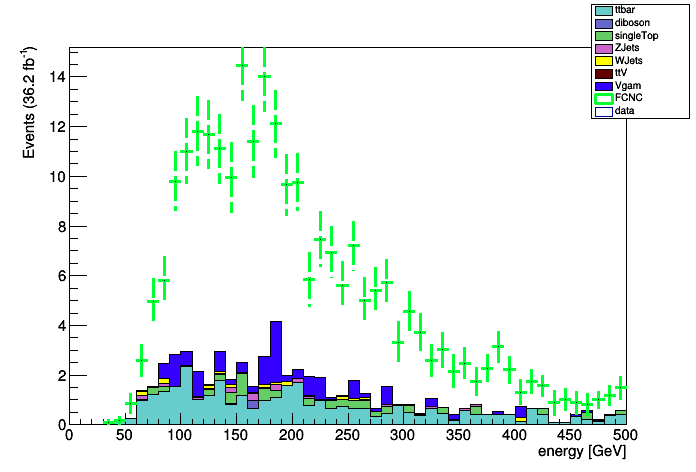 ttbar
diboson
singleTop
ZJets
WJets
ttV
Vgam
FCNC
data
Events (36.2 fb⁻¹)
14
12
10
8
6
4
2
0
0 50 100 150 200 250 300 350 400 450 500
energy [GeV]